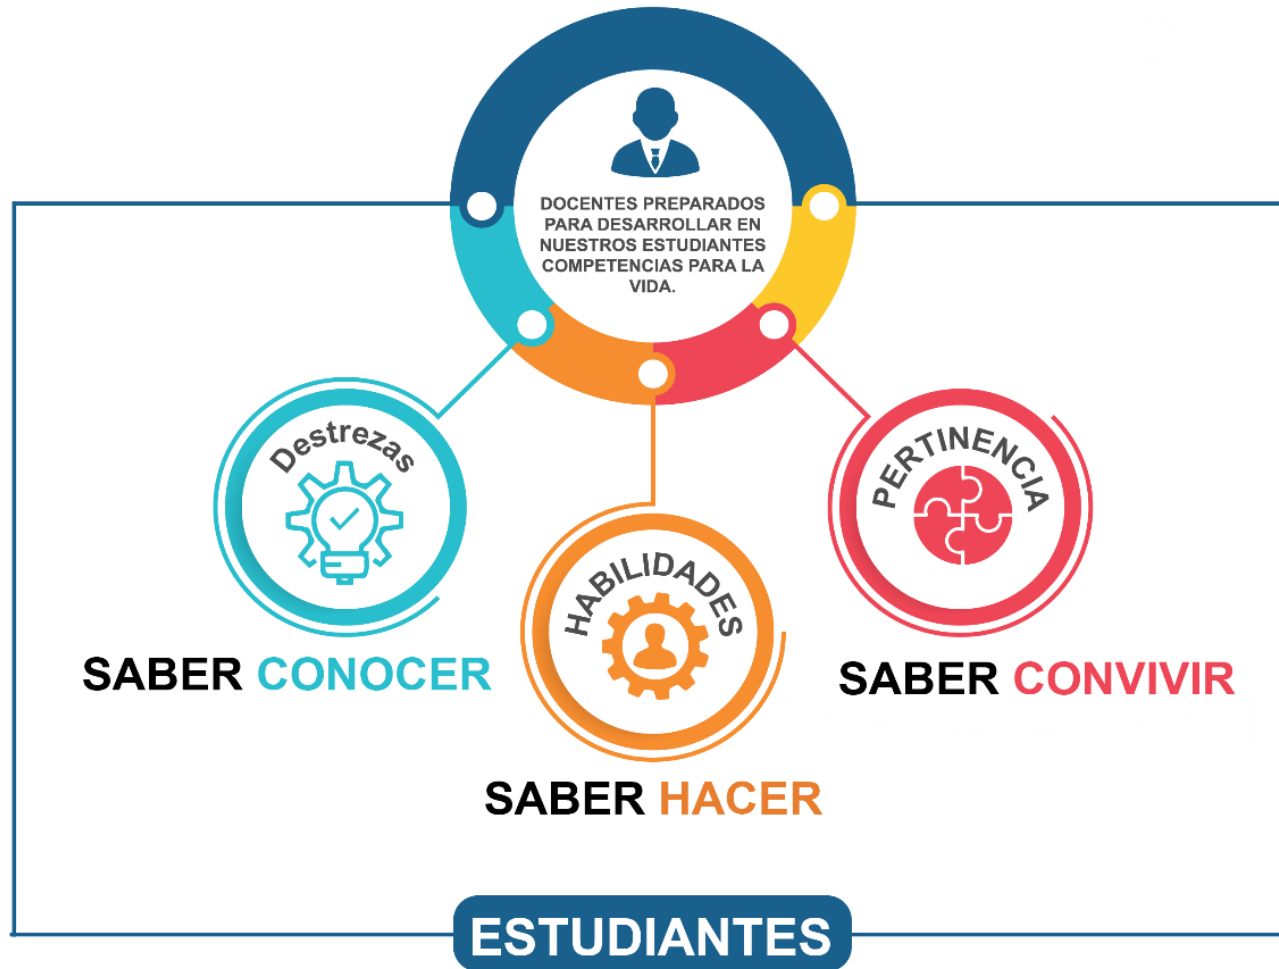 DOCENTES PREPARADOS
PARA DESARROLLAR EN
NUESTROS ESTUDIANTES
COMPETENCIAS PARA LA
VIDA.
Destrezas
SABER CONOCER
HABILIDADES
SABER HACER
PERTINENCIA
SABER CONVIVIR
ESTUDIANTES